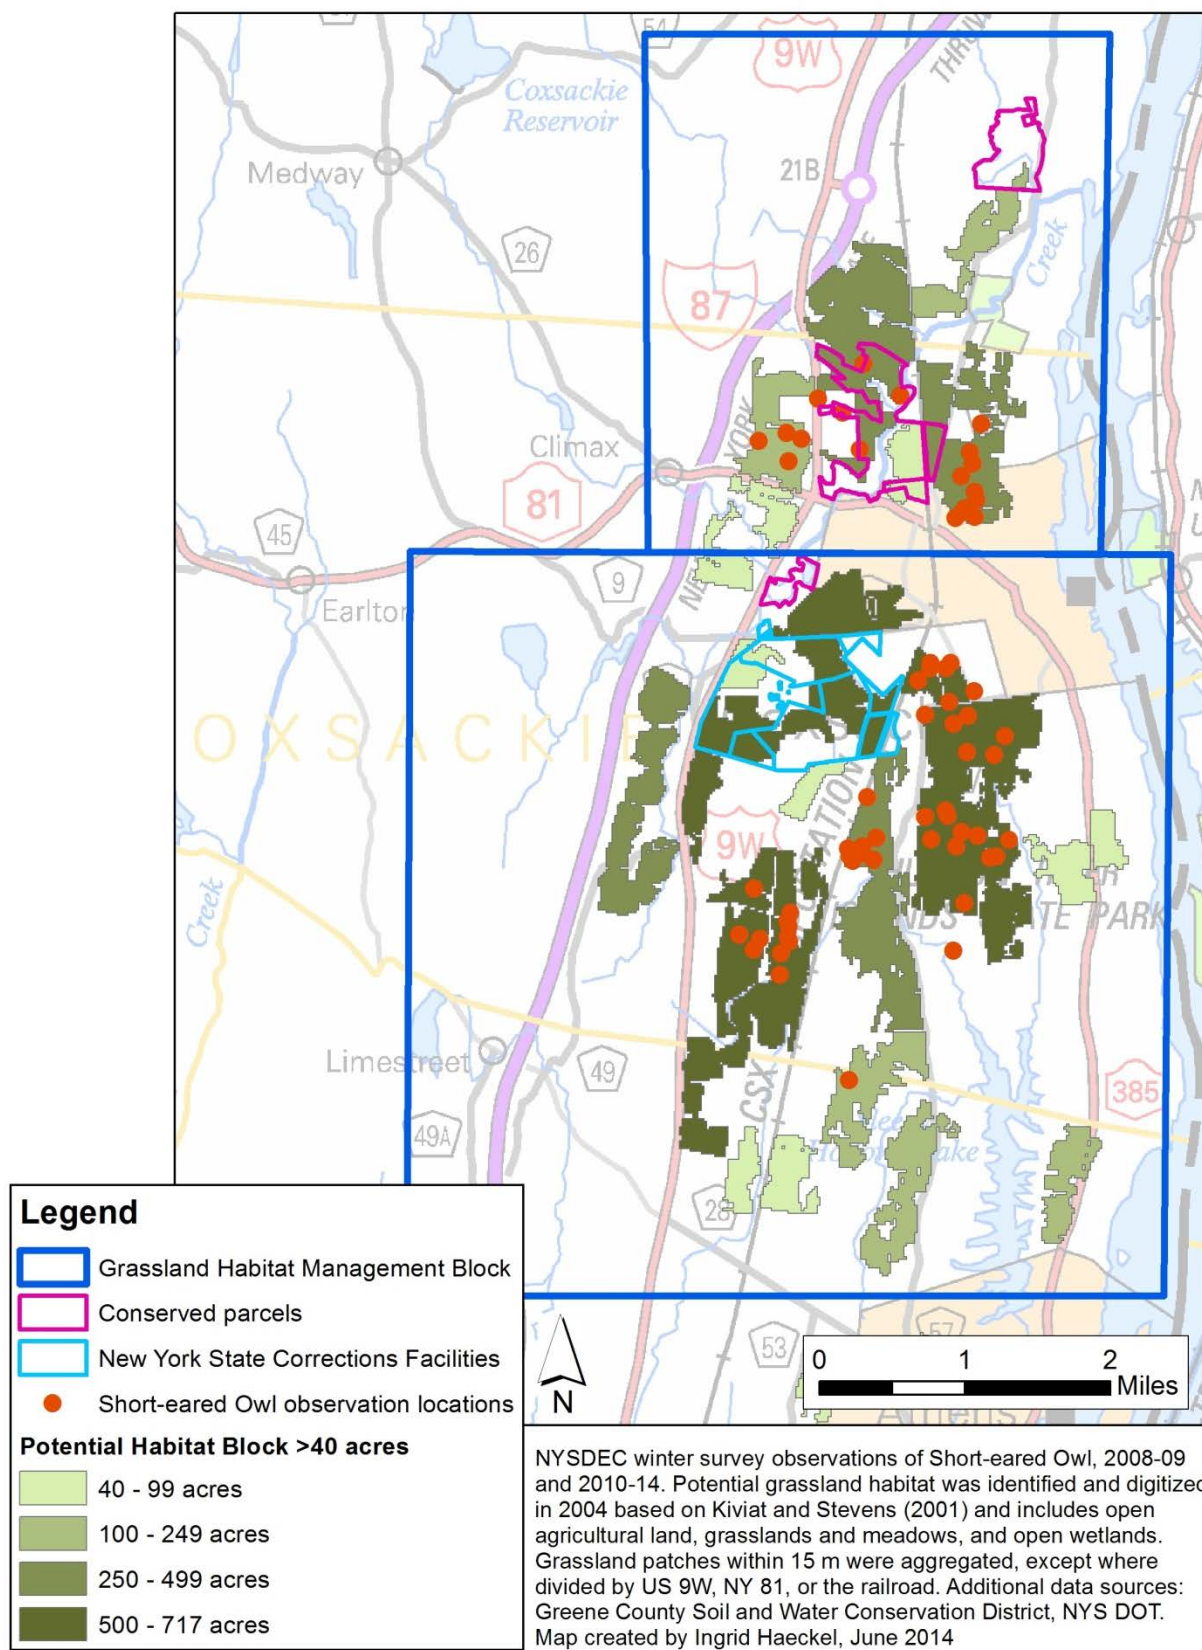 54
9W
THRUWAY
Coxsackie
Reservoir
Medway
21B
26
Creek
87
YORK
Climax
81
45
NE
9
Earlton
OXSACKIE
STATION
9W
Creek
STATE PARK
Limestreet
49
CSX
385
49A
28
Legend
Grassland Habitat Management Block
Conserved parcels
New York State Corrections Facilities
Short-eared Owl observation locations
Potential Habitat Block >40 acres
40 - 99 acres
100 - 249 acres
250 - 499 acres
500 - 717 acres
N
53
57
0 1 2
Miles
Athens
NYSDEC winter survey observations of Short-eared Owl, 2008-09
and 2010-14. Potential grassland habitat was identified and digitized
in 2004 based on Kiviat and Stevens (2001) and includes open
agricultural land, grasslands and meadows, and open wetlands.
Grassland patches within 15 m were aggregated, except where
divided by US 9W, NY 81, or the railroad. Additional data sources:
Greene County Soil and Water Conservation District, NYS DOT.
Map created by Ingrid Haeckel, June 2014